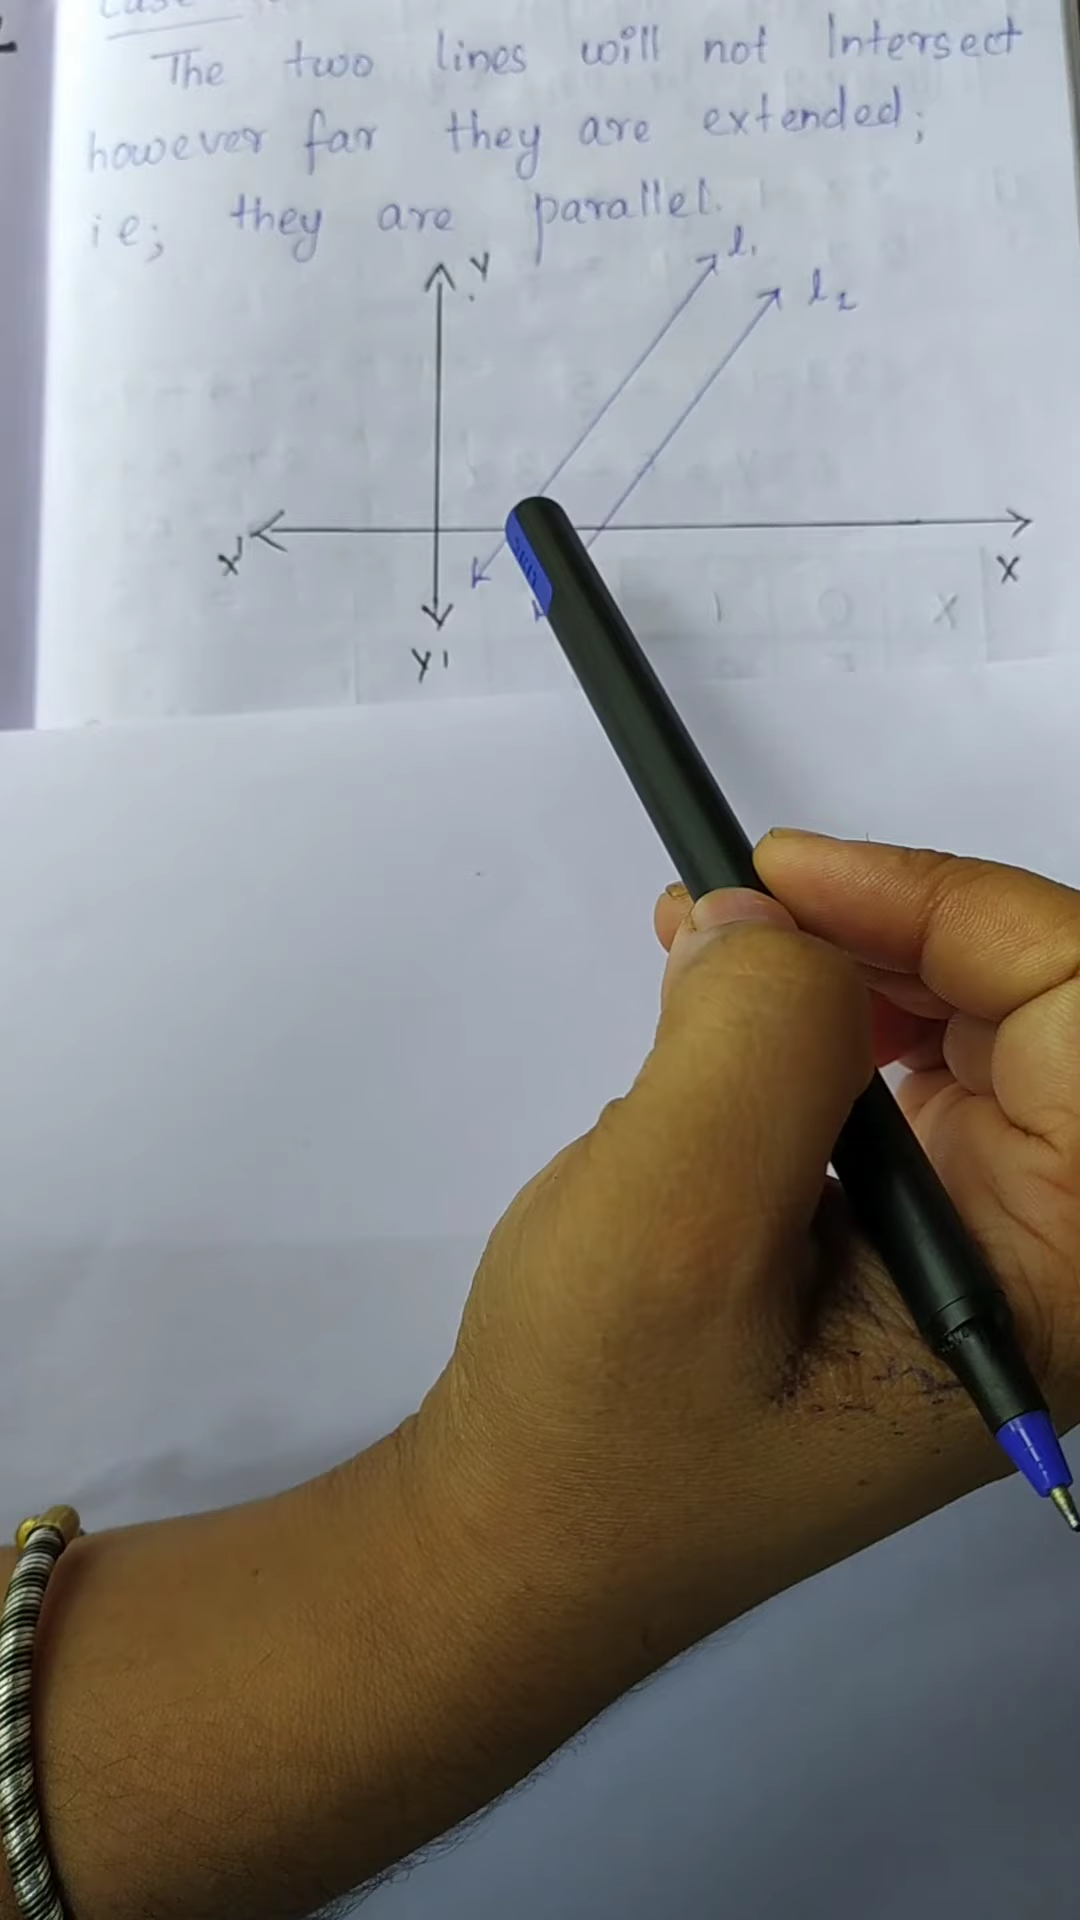 The two lines will not Intersect
however far they are extended;
ie; they are parallel.
Y
l1
l2
X'
X
Y'